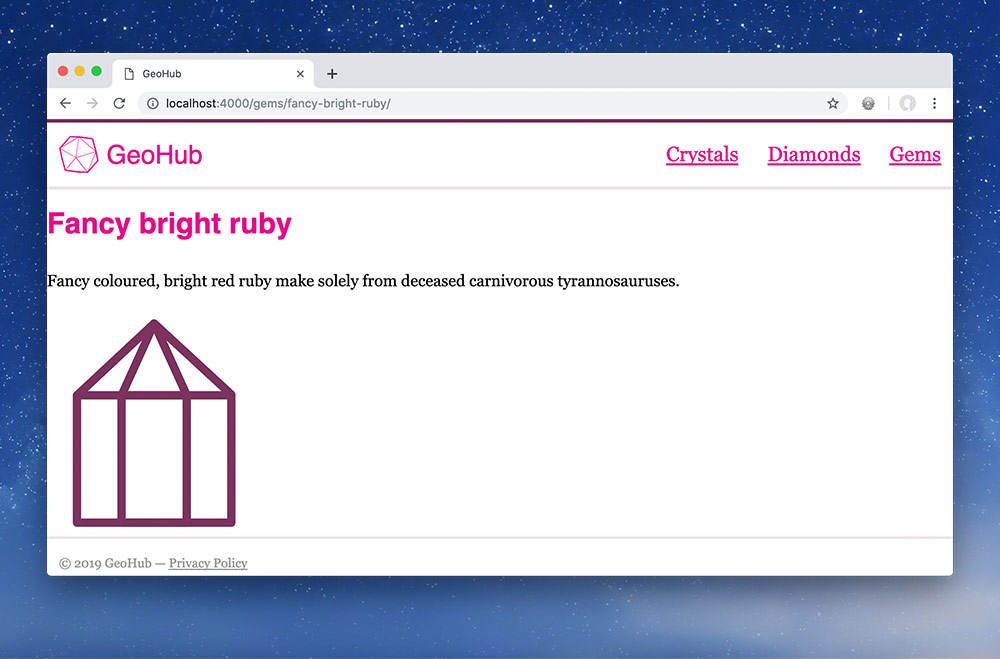 GeoHub
localhost:4000/gems/fancy-bright-ruby/
GeoHub
Crystals Diamonds Gems
Fancy bright ruby
Fancy coloured, bright red ruby make solely from deceased carnivorous tyrannosauruses.
© 2019 GeoHub — Privacy Policy